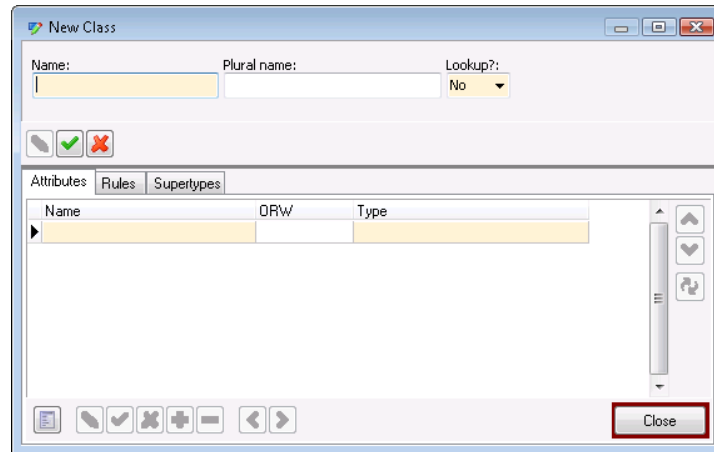 New Class
Name: Plural name: Lookup?:
No
Attributes Rules Supertypes
Name ORW Type
Close